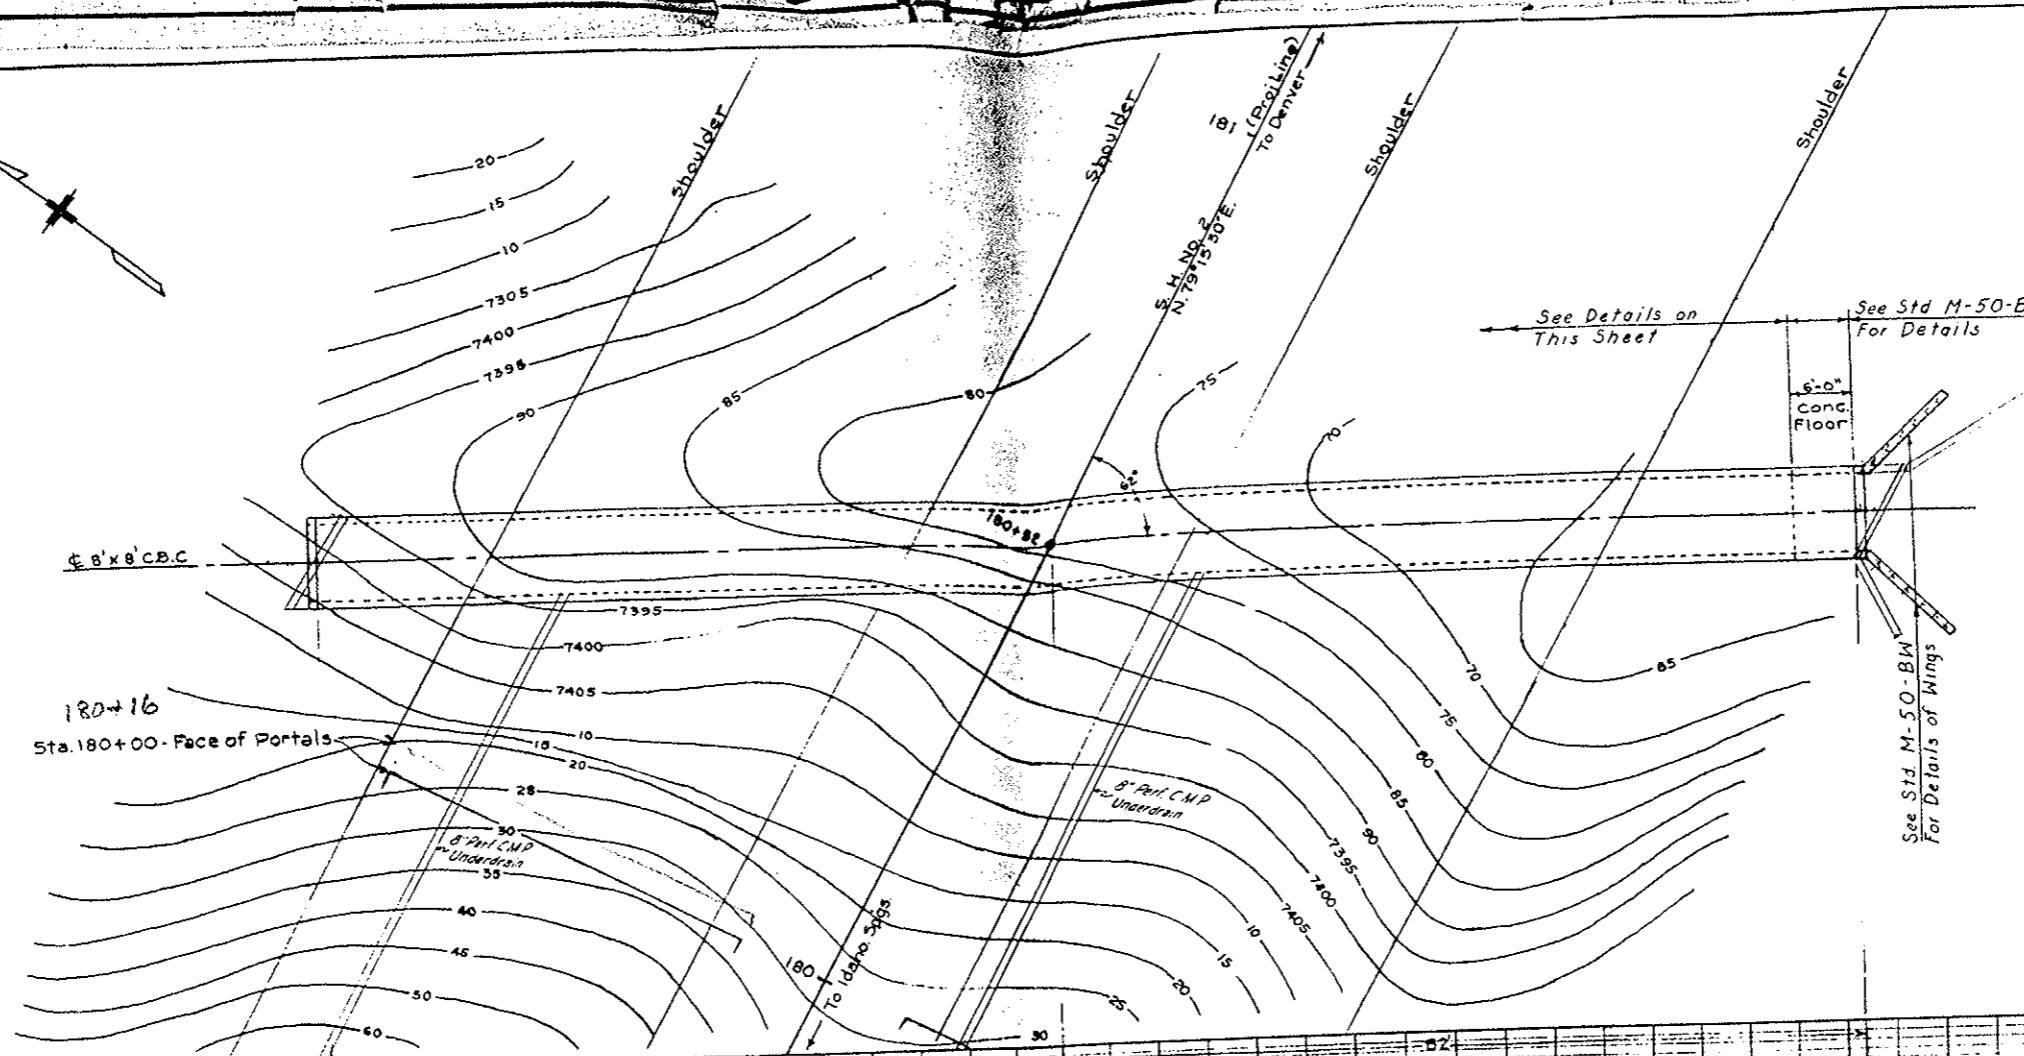 Shoulder
Shoulder
181
(Proj. Line)
To Denver
Shoulder
Shoulder
20
15
10
7305
7400
7395
90
85
80
75
70
S. H. NO. 2
N. 79°15'30"E.
See Details on
This Sheet
See Std M-50-B
For Details
6'-0"
Conc.
Floor
62°
180+52
℄ 8'x8' C.B.C
7395
7400
7405
10
15
20
25
30
35
40
45
50
60
180+16
Sta. 180+00 - Face of Portals
8" Perf. CMP
Underdrain
8" Perf. CMP
Underdrain
180
To Idaho. Spgs.
65
70
75
80
85
90
7395
7400
7405
10
15
20
25
30
See Std. M-50-BW
For Details of Wings
82'